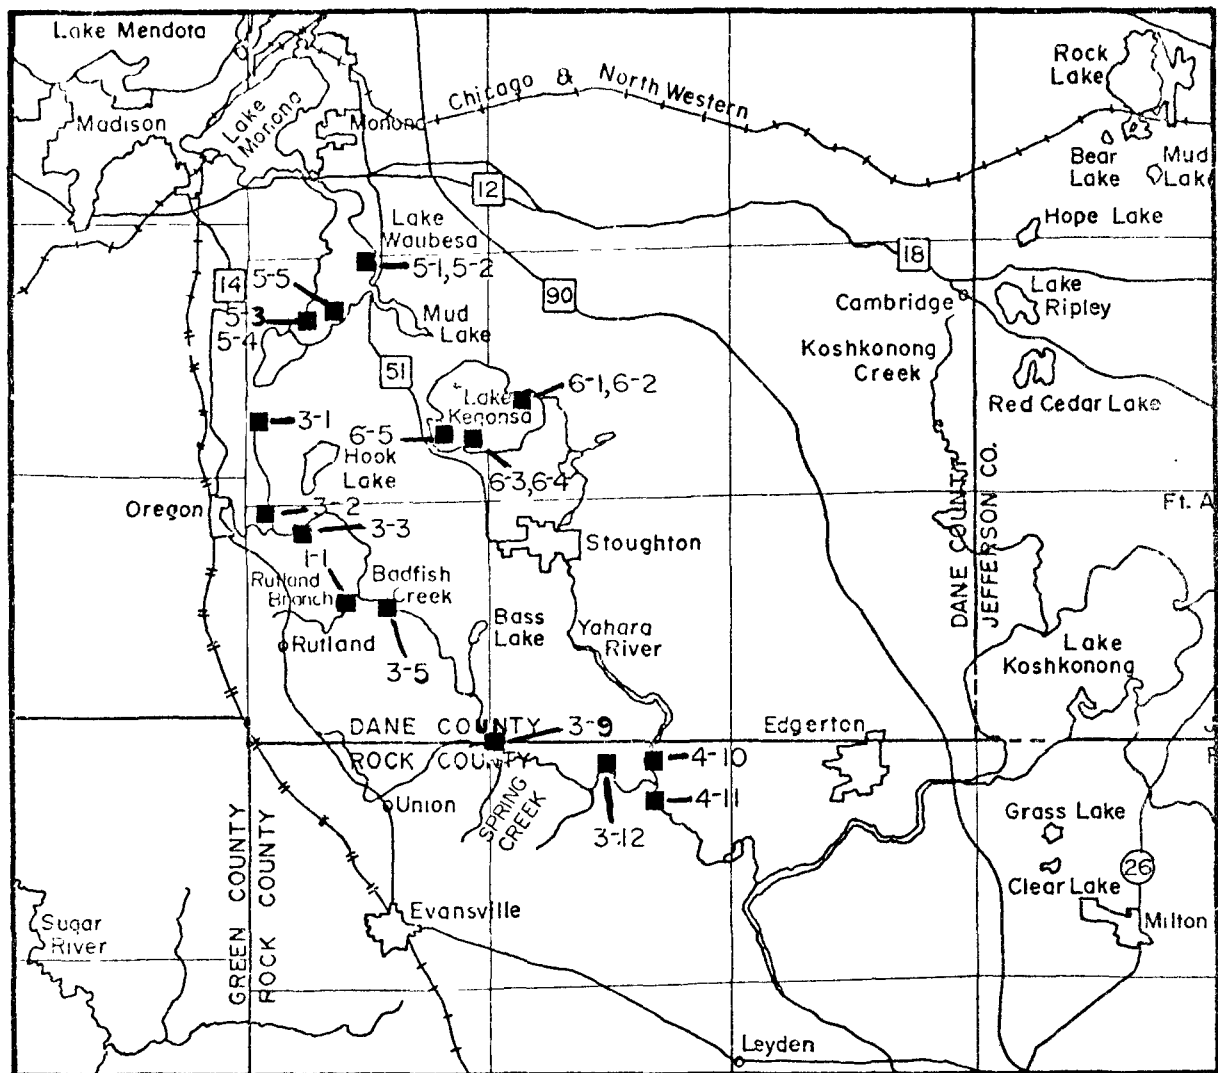 Lake Mendota
Rock
Lake
Chicago & North Western
Madison
Lake
Monona
Monona
Bear
Lake
Mud
Lake
12
Hope Lake
Lake
Waubesa
18
5-1,5-2
14
5-5
90
Cambridge
Lake
Ripley
5-3
5-4
Mud
Lake
Koshkonong
Creek
51
6-1,6-2
Lake
Kegonsa
Red Cedar Lake
3-1
6-5
Hook
Lake
6-3,6-4
DANE COUNTY
JEFFERSON CO.
Ft. A
Oregon
3-2
3-3
Stoughton
1-1
Rutland
Branch
Badfish
Creek
Bass
Lake
Yahara
River
Rutland
3-5
Lake
Koshkonong
DANE COUNTY
ROCK COUNTY
3-9
Edgerton
4-10
4-11
Union
SPRING
CREEK
3-12
Grass Lake
26
Clear Lake
GREEN COUNTY
ROCK COUNTY
Evansville
Milton
Sugar
River
Leyden